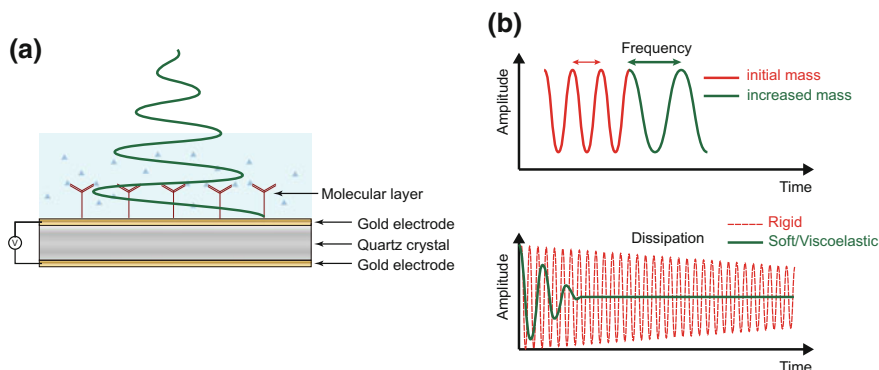 (a)
Molecular layer
Gold electrode
Quartz crystal
Gold electrode
V
(b)
Frequency
initial mass
increased mass
Amplitude
Time
Dissipation
Rigid
Soft/Viscoelastic
Amplitude
Time